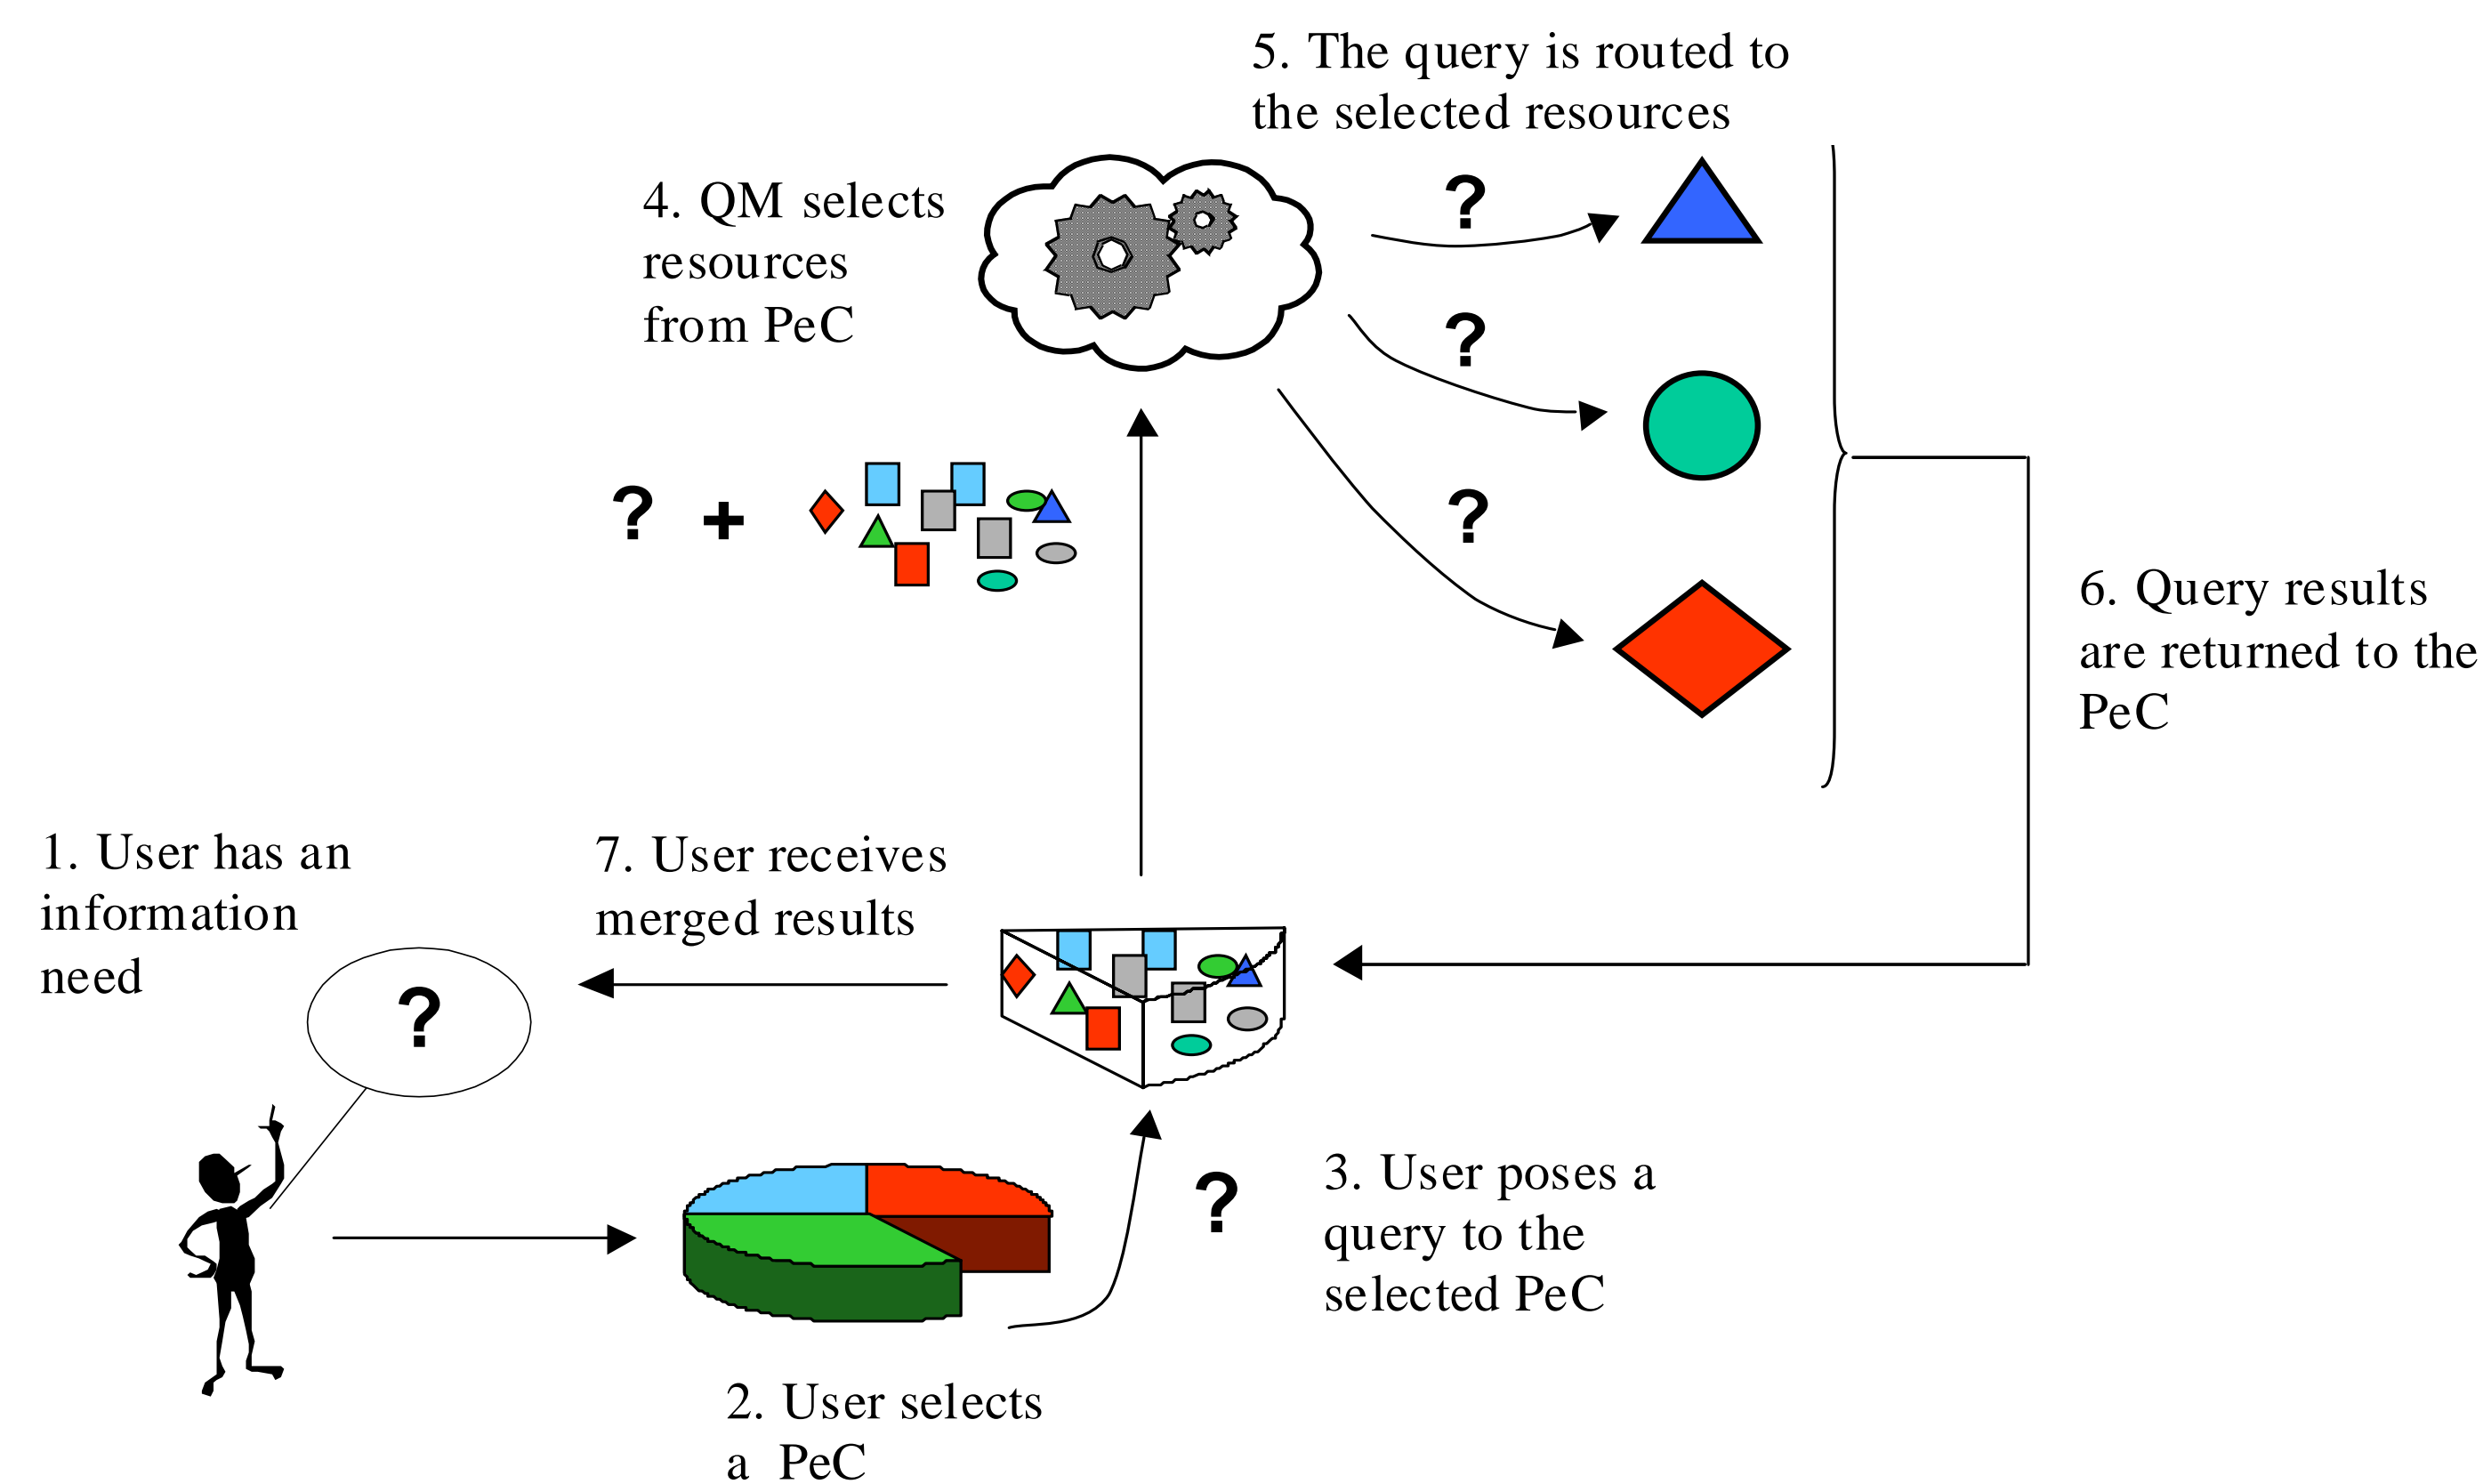 5. The query is routed to
the selected resources
4. QM selects
resources
from PeC
?
?
?
? +
6. Query results
are returned to the
PeC
1. User has an
information
need
7. User receives
merged results
?
?
3. User poses a
query to the
selected PeC
2. User selects
a PeC